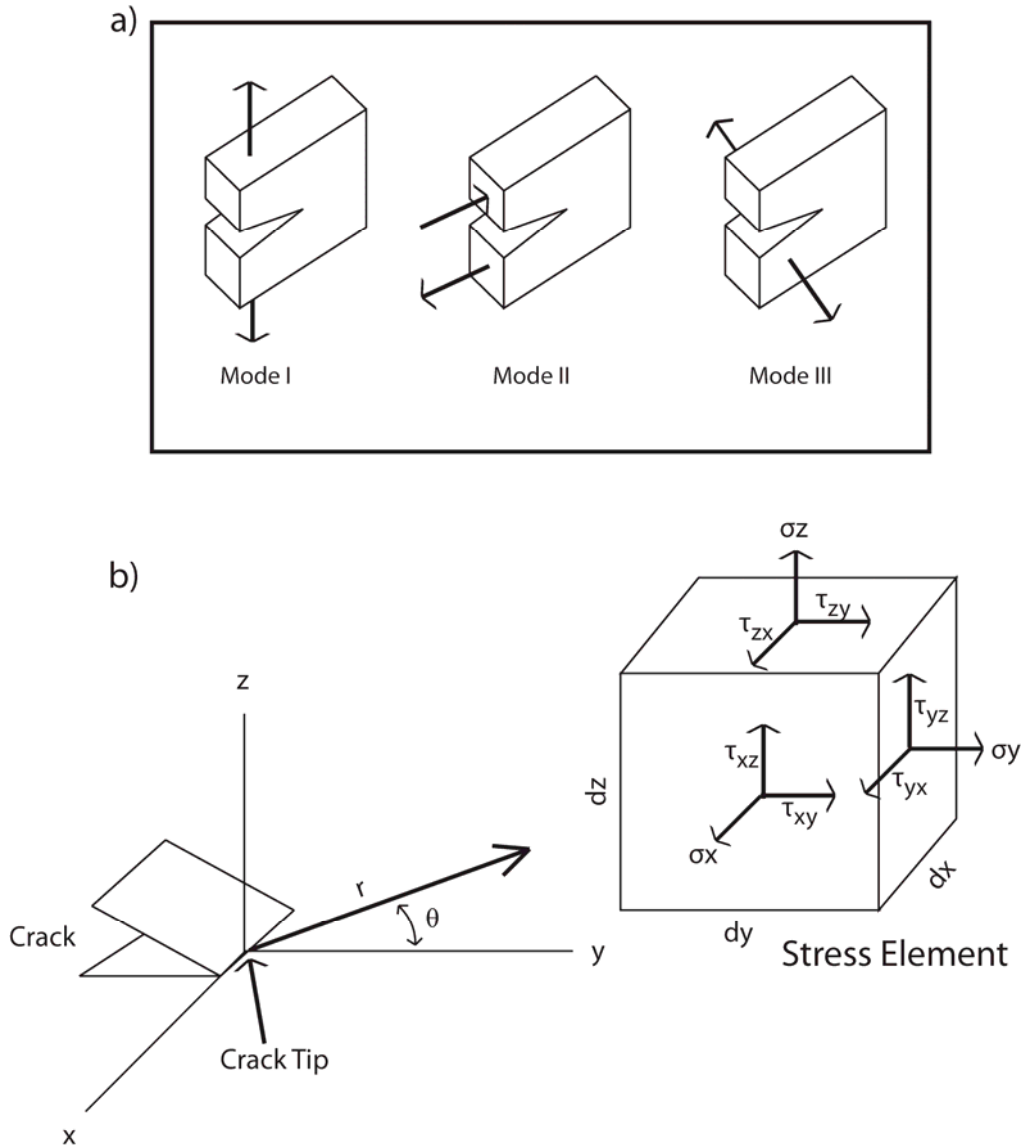 a)
Mode I
Mode II
Mode III
b)
z
Crack
r
θ
y
Crack Tip
x
σz
τzy
τzx
τyz
σy
τyx
τxz
τxy
σx
dz
dx
dy
Stress Element